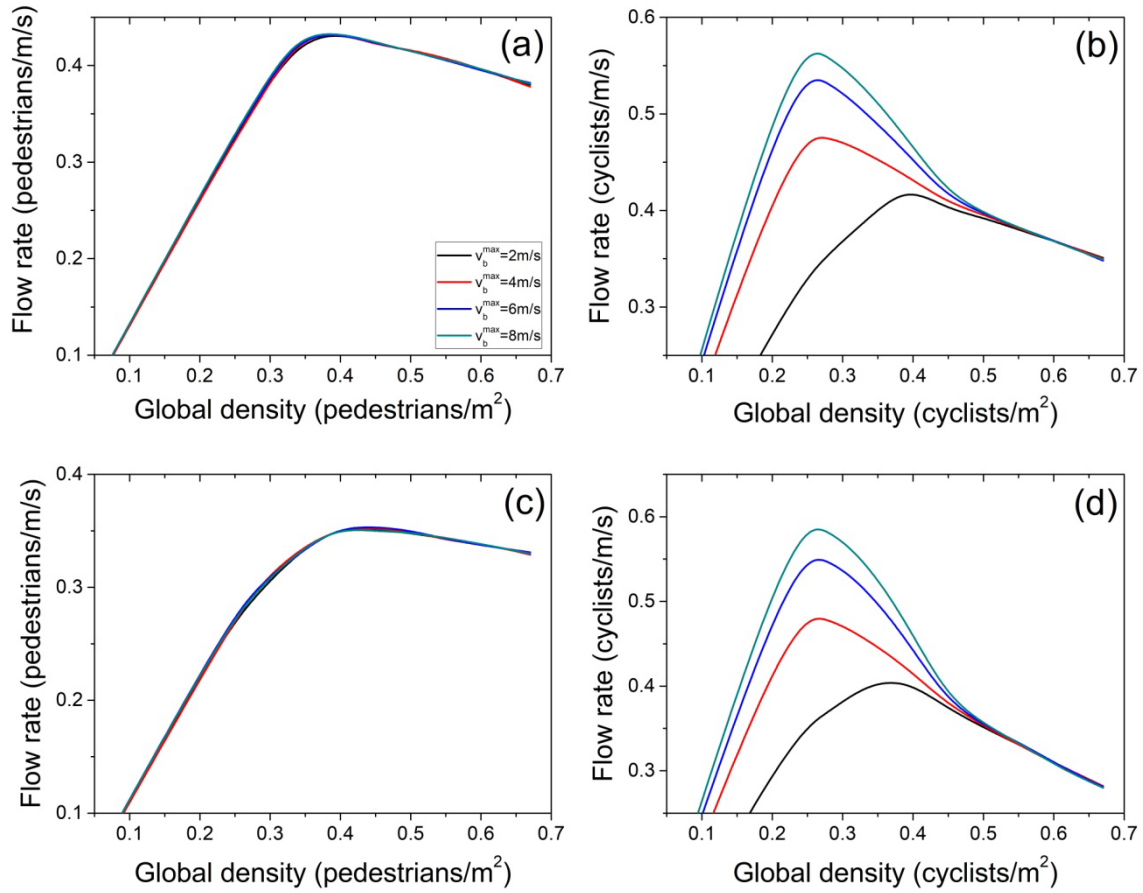 (a)
Flow rate (pedestrians/m/s)
0.4
0.3
0.2
0.1
v_b^max=2m/s
v_b^max=4m/s
v_b^max=6m/s
v_b^max=8m/s
0.1 0.2 0.3 0.4 0.5 0.6 0.7
Global density (pedestrians/m²)
(b)
Flow rate (cyclists/m/s)
0.6
0.5
0.4
0.3
0.1 0.2 0.3 0.4 0.5 0.6 0.7
Global density (cyclists/m²)
(c)
Flow rate (pedestrians/m/s)
0.4
0.3
0.2
0.1
0.1 0.2 0.3 0.4 0.5 0.6 0.7
Global density (pedestrians/m²)
(d)
Flow rate (cyclists/m/s)
0.6
0.5
0.4
0.3
0.1 0.2 0.3 0.4 0.5 0.6 0.7
Global density (cyclists/m²)